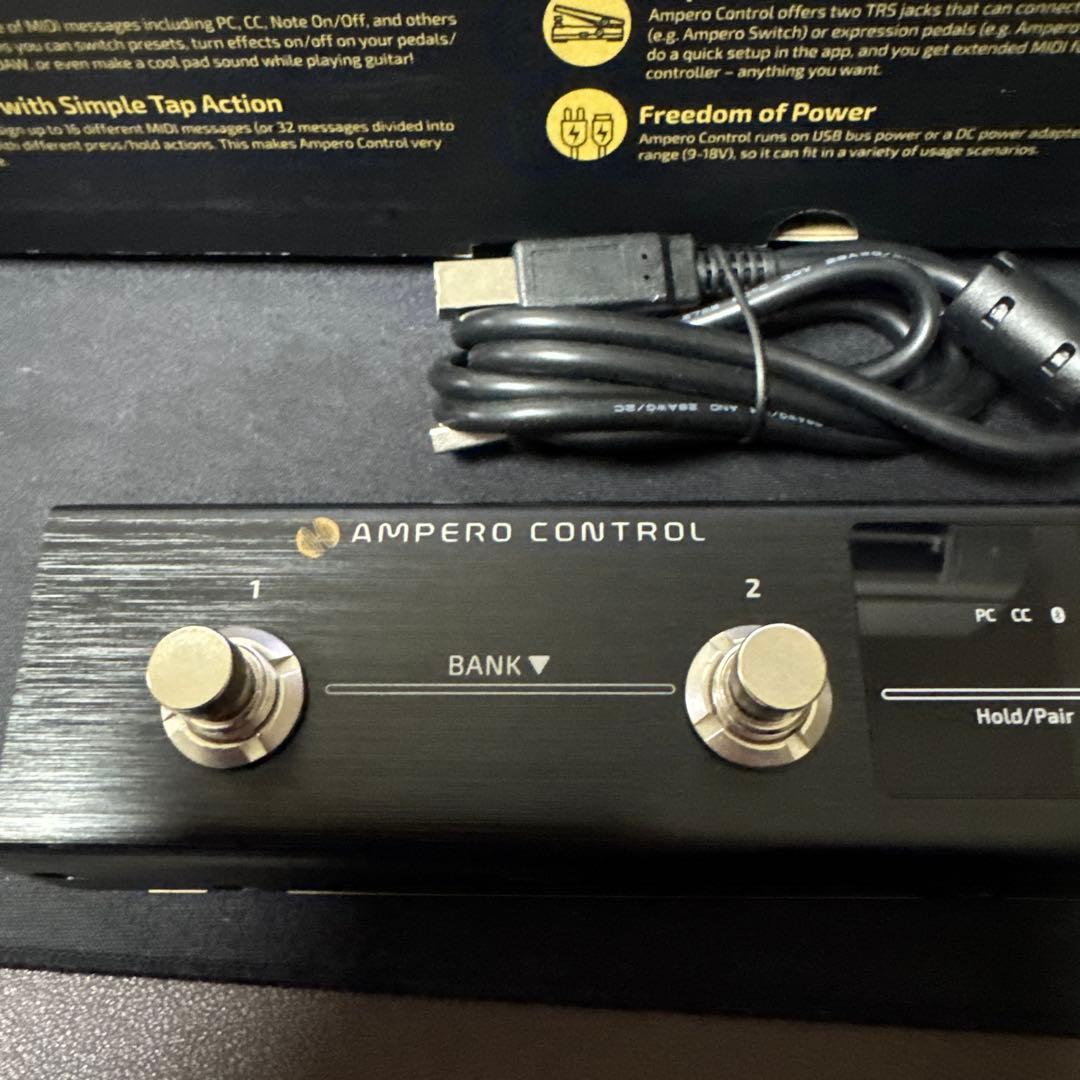 of MIDI messages including PC, CC, Note On/Off, and others
you can switch presets, turn effects on/off on your pedals/
DAW, or even make a cool pad sound while playing guitar!
with Simple Tap Action
sign up to 16 different MIDI messages (or 32 messages divided into
different press/hold actions. This makes Ampero Control very
Ampero Control offers two TRS jacks that can connect
(e.g. Ampero Switch) or expression pedals (e.g. Ampero
do a quick setup in the app, and you get extended MIDI
controller – anything you want.
Freedom of Power
Ampero Control runs on USB bus power or a DC power adapte
range (9-18V), so it can fit in a variety of usage scenarios.
AMPERO CONTROL
1
2
PC CC
BANK ▼
Hold/Pair